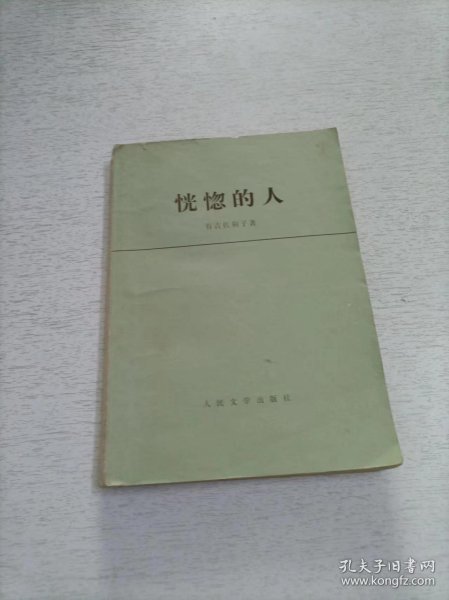 恍惚的人
有吉佐和子著
人民文学出版社
孔夫子旧书网
www.kongfz.com